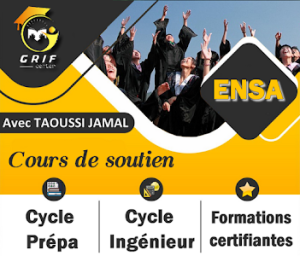 GRIF
center
ENSA
Avec TAOUSSI JAMAL
Cours de soutien
Cycle
Prépa
Cycle
Ingénieur
Formations
certifiantes